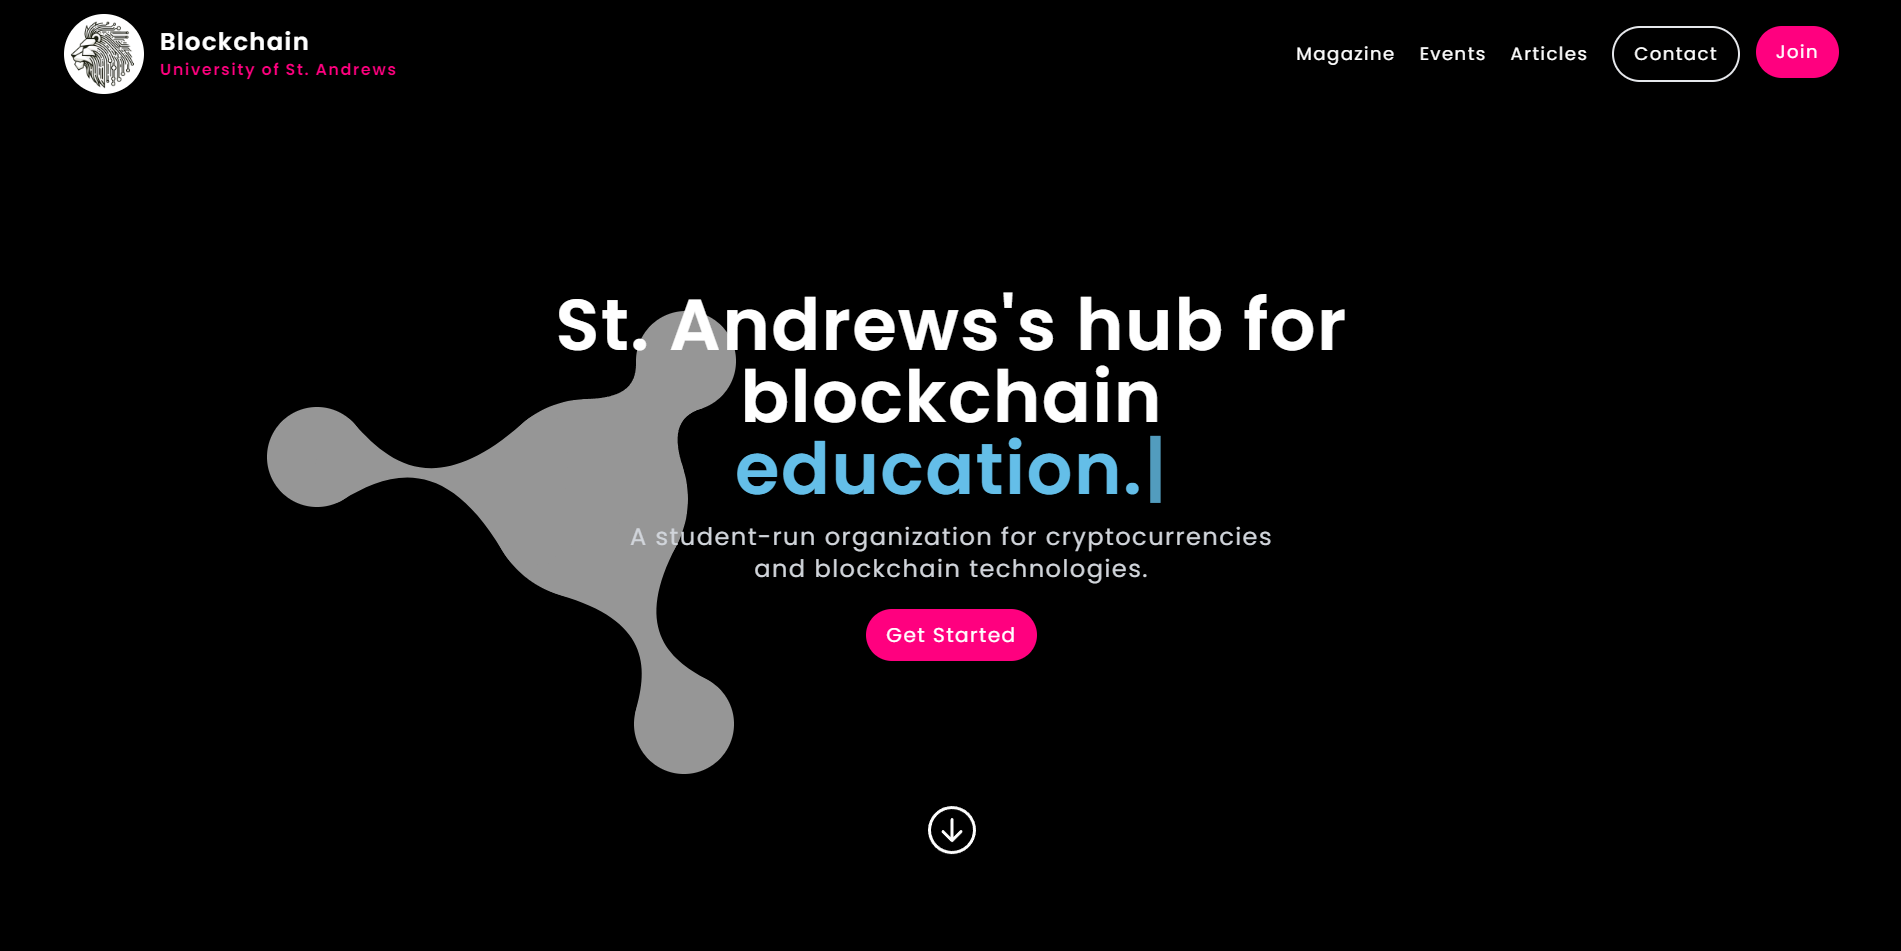 Blockchain
University of St. Andrews
Magazine Events Articles Contact Join
St. Andrews's hub for
blockchain
education.|
A student-run organization for cryptocurrencies
and blockchain technologies.
Get Started